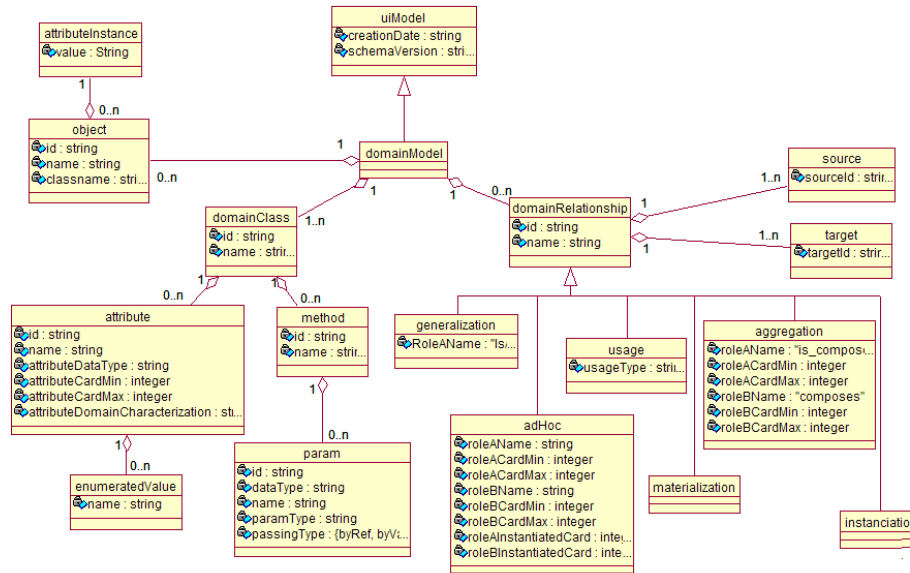 uiModel
creationDate : string
schemaVersion : stri...
attributeInstance
value : String
1
0..n
object
id : string
name : string
classname : stri...
1
0..n
domainModel
1
1
0..n
1..n
domainClass
id : string
name : strir...
domainRelationship
id : string
name : string
1
1..n
source
sourceId : strir...
1
1..n
target
targetId : strir...
1
0..n
1
0..n
attribute
id : string
name : string
attributeDataType : string
attributeCardMin : integer
attributeCardMax : integer
attributeDomainCharacterization : sti...
method
id : string
name : strir...
generalization
RoleAName : "Is...
usage
usageType : strii...
aggregation
roleAName : "is_compose...
roleACardMin : integer
roleACardMax : integer
roleBName : "composes"
roleBCardMin : integer
roleBCardMax : integer
1
0..n
enumeratedValue
name : string
1
0..n
param
id : string
dataType : string
name : string
paramType : string
passingType : {byRef, byVa...
adHoc
roleAName : string
roleACardMin : integer
roleACardMax : integer
roleBName : string
roleBCardMin : integer
roleBCardMax : integer
roleAInstantiatedCard : inte...
roleBInstantiatedCard : inte...
materialization
instanciation